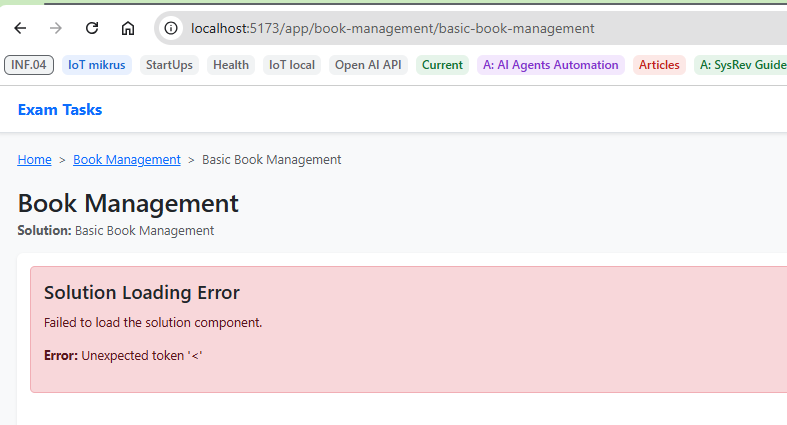 localhost:5173/app/book-management/basic-book-management
INF.04 IoT mikrus StartUps Health IoT local Open AI API Current A: AI Agents Automation Articles A: SysRev Guide
Exam Tasks
Home > Book Management > Basic Book Management
Book Management
Solution: Basic Book Management
Solution Loading Error
Failed to load the solution component.
Error: Unexpected token '<'